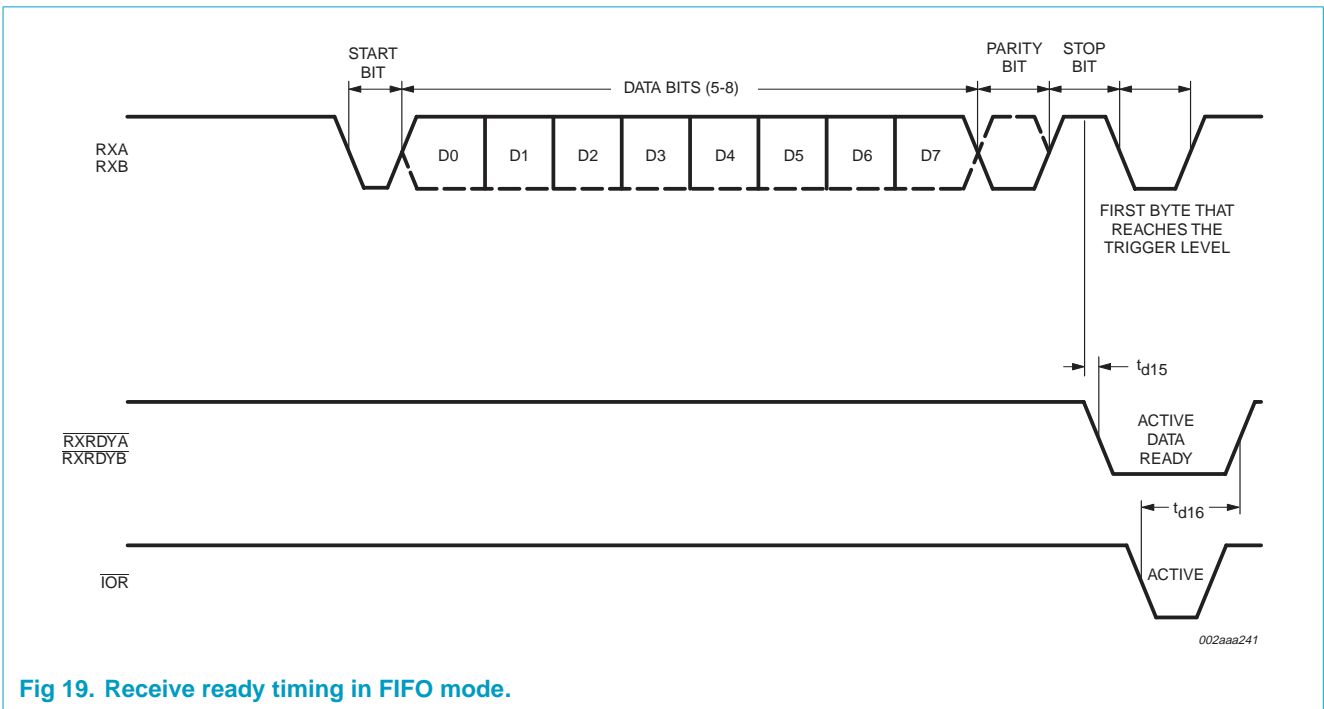 START
BIT
DATA BITS (5-8)
PARITY
BIT
STOP
BIT
RXA
RXB
D0 D1 D2 D3 D4 D5 D6 D7
FIRST BYTE THAT
REACHES THE
TRIGGER LEVEL
td15
RXRDYA
RXRDYB
ACTIVE
DATA
READY
td16
IOR
ACTIVE
002aaa241
Fig 19. Receive ready timing in FIFO mode.